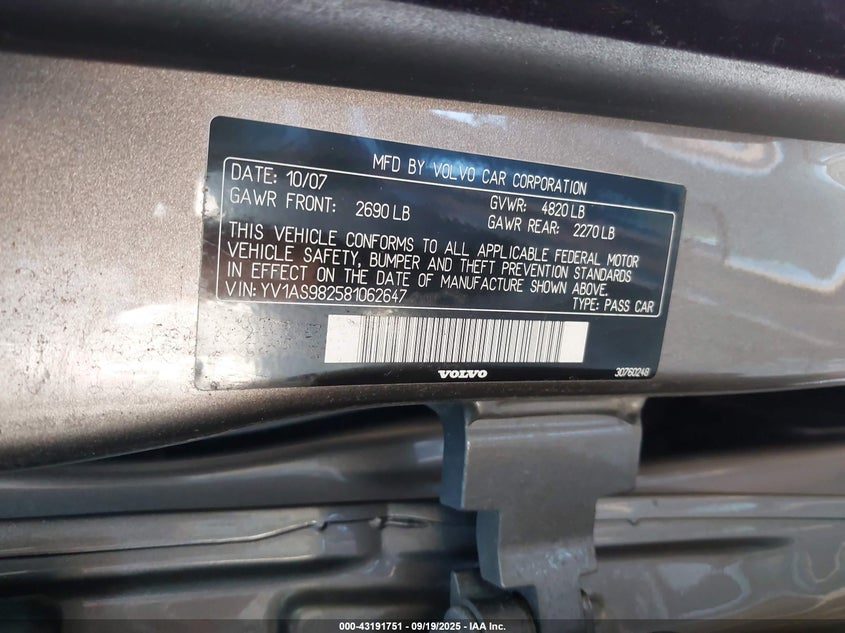 MFD BY VOLVO CAR CORPORATION
DATE: 10/07 GVWR: 4820 LB
GAWR FRONT: 2690 LB GAWR REAR: 2270 LB
THIS VEHICLE CONFORMS TO ALL APPLICABLE FEDERAL MOTOR
VEHICLE SAFETY, BUMPER AND THEFT PREVENTION STANDARDS
IN EFFECT ON THE DATE OF MANUFACTURE SHOWN ABOVE.
VIN: YV1AS982581062647 TYPE: PASS CAR
VOLVO 30760248
000-43191751 - 09/19/2025 - IAA Inc.